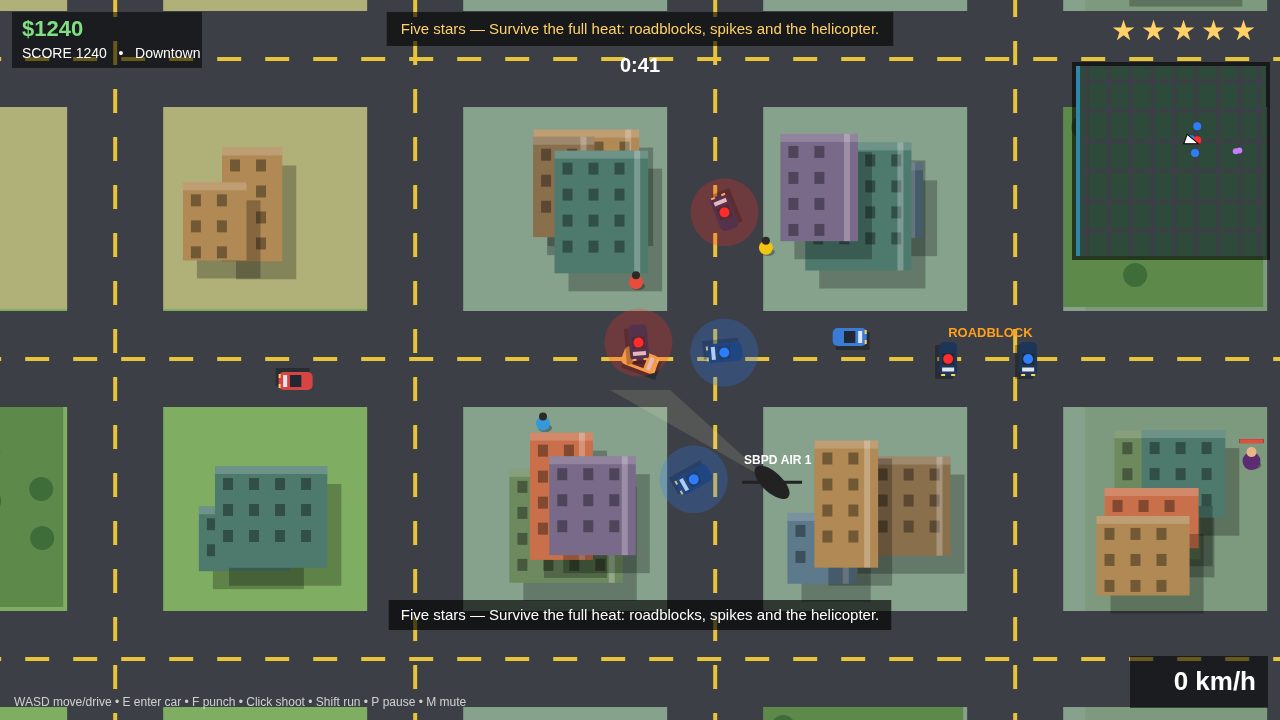 $1240
SCORE 1240 • Downtown
Five stars — Survive the full heat: roadblocks, spikes and the helicopter.
★ ★ ★ ★ ★
0:41
ROADBLOCK
SBPD AIR 1
Five stars — Survive the full heat: roadblocks, spikes and the helicopter.
0 km/h
WASD move/drive • E enter car • F punch • Click shoot • Shift run • P pause • M mute